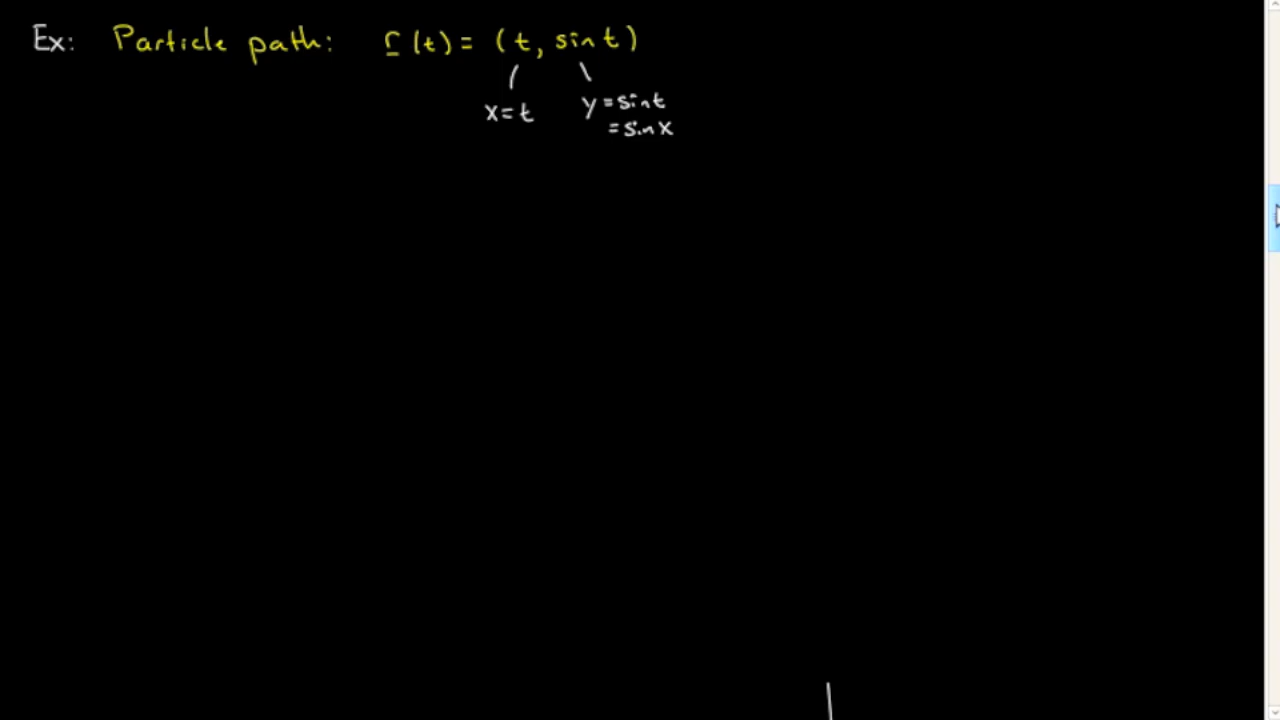 Ex: Particle path: r(t) = (t, sin t)
x = t y = sin t
= sin x